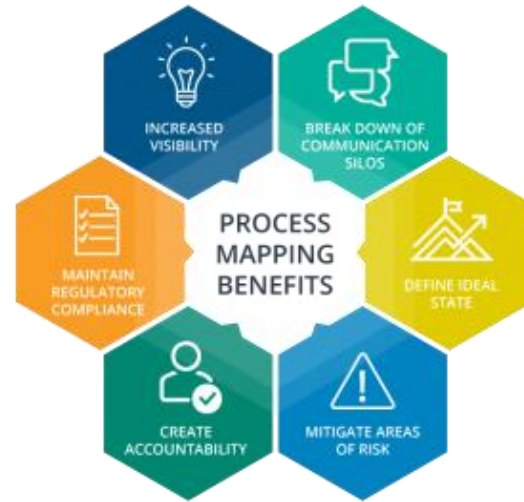 INCREASED
VISIBILITY
BREAK DOWN OF
COMMUNICATION
SILOS
PROCESS
MAPPING
BENEFITS
MAINTAIN
REGULATORY
COMPLIANCE
DEFINE IDEAL
STATE
CREATE
ACCOUNTABILITY
MITIGATE AREAS
OF RISK